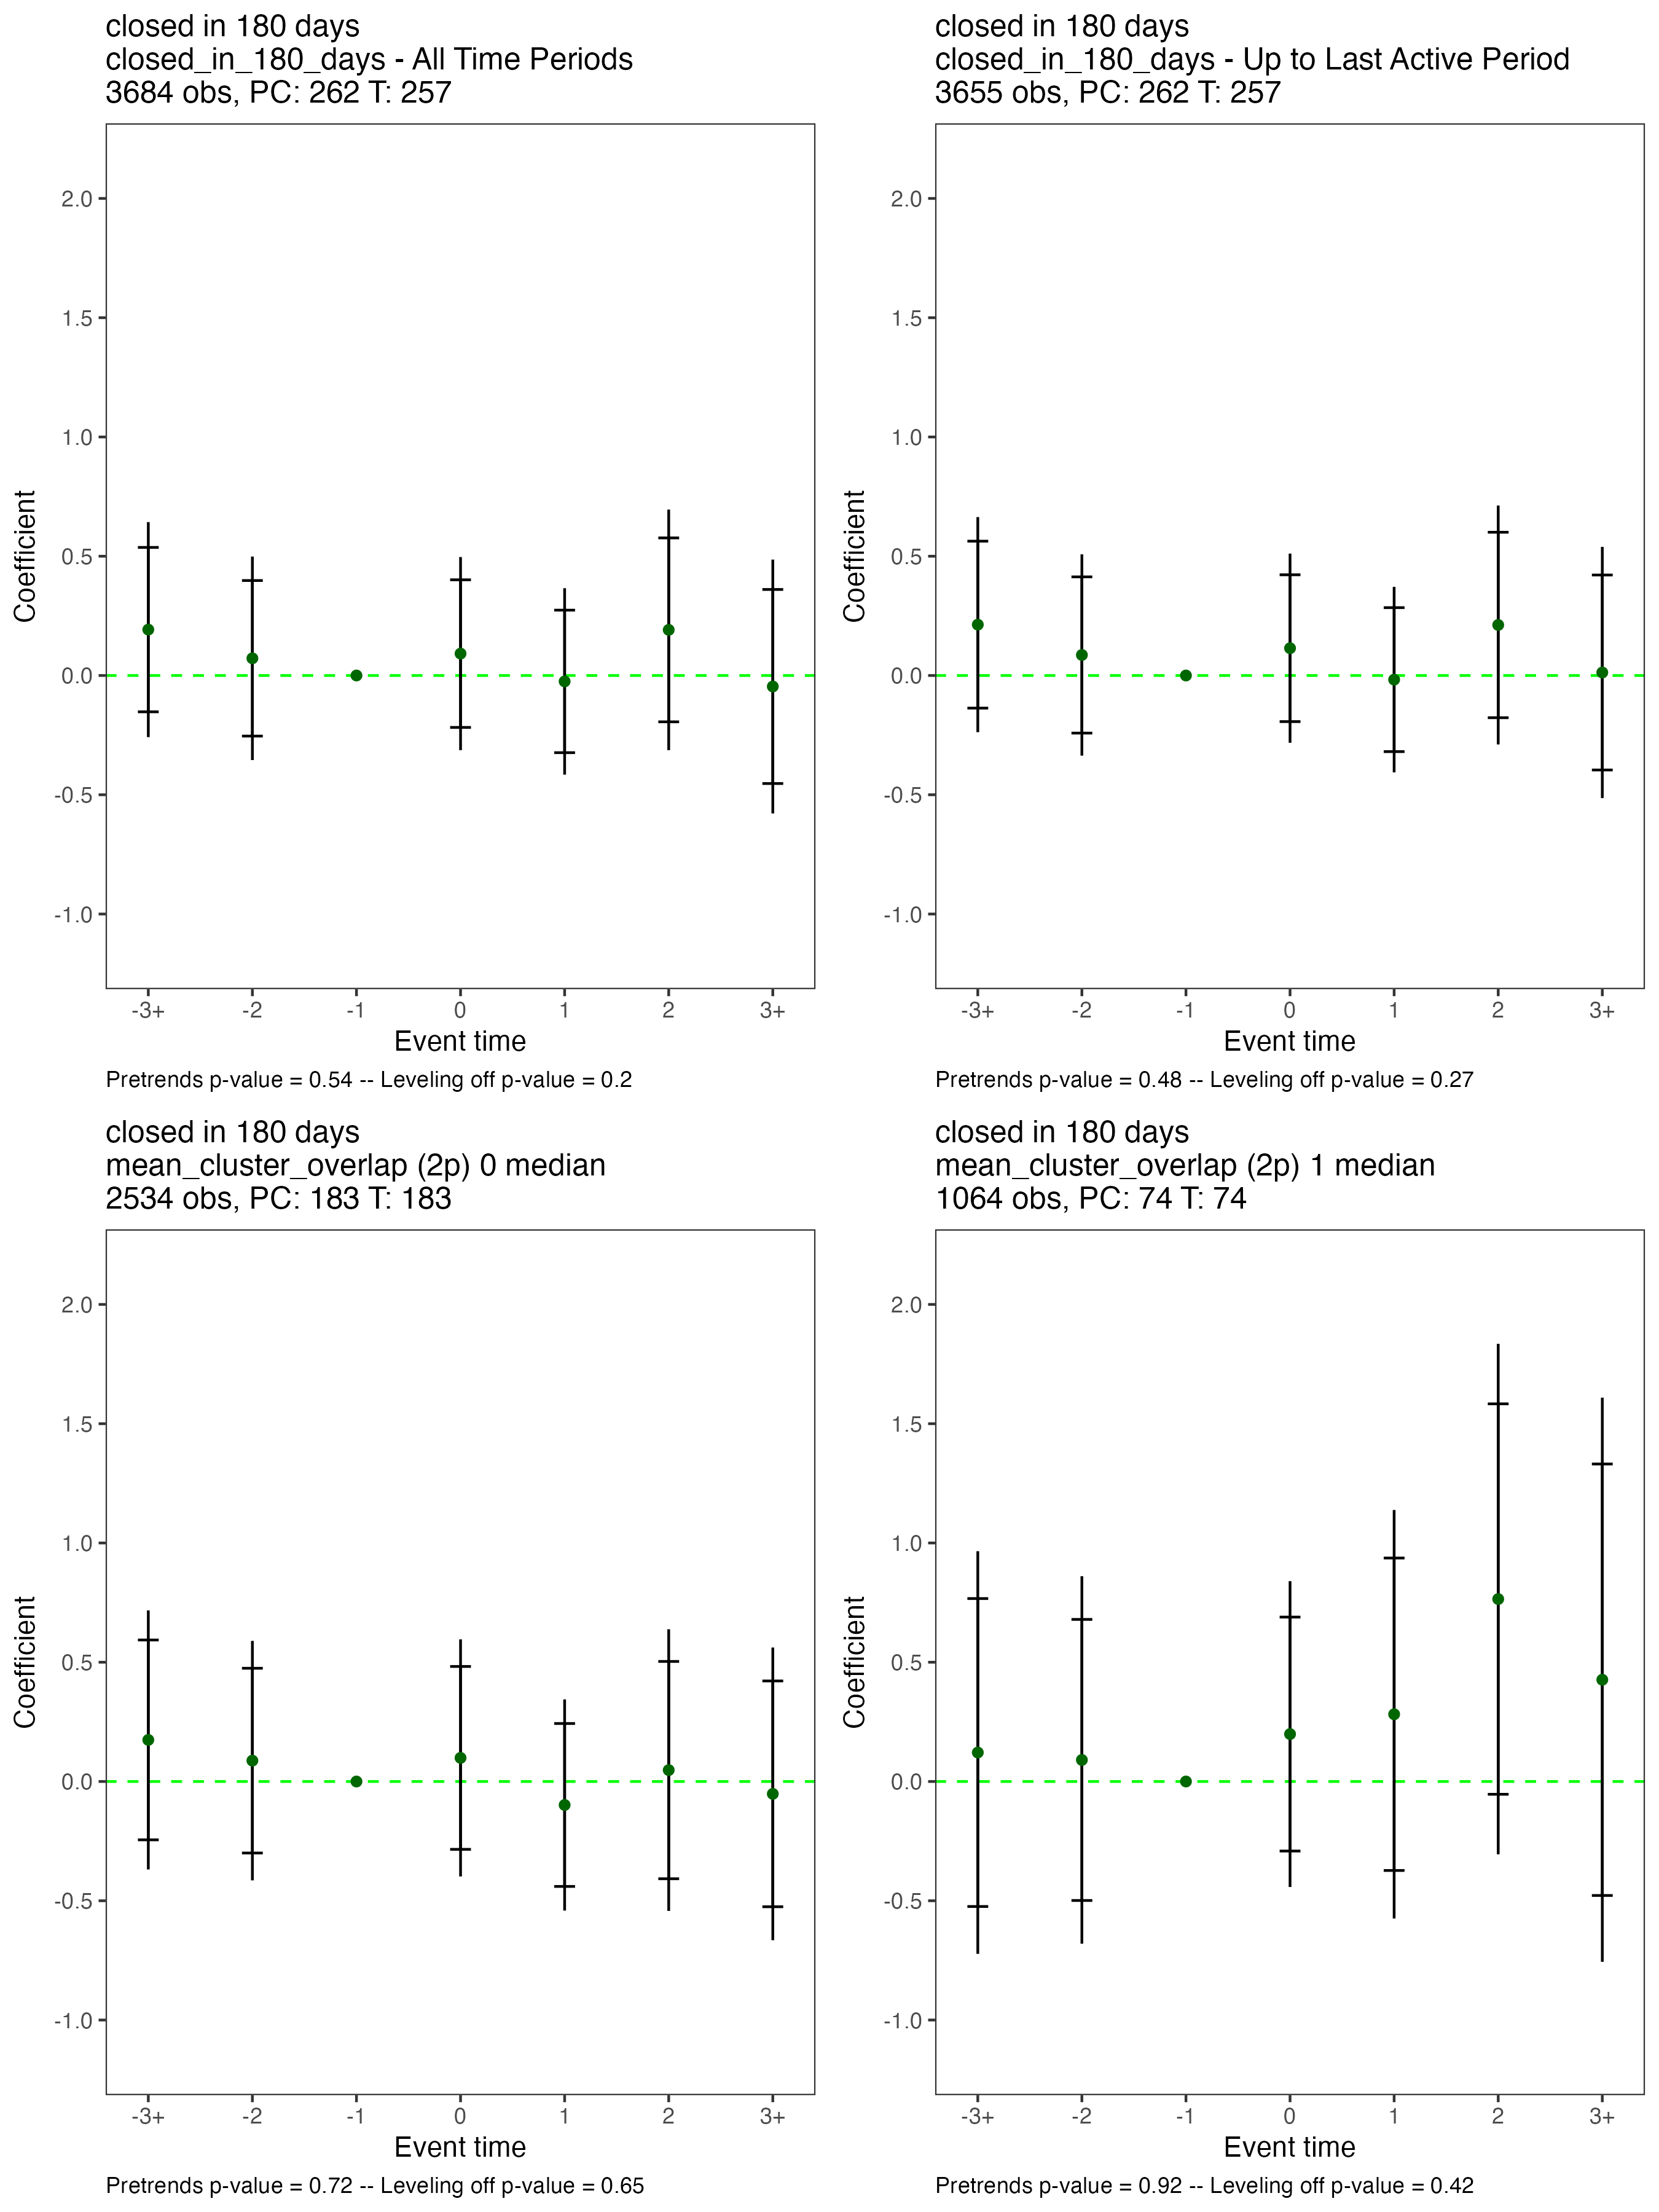 closed in 180 days
closed_in_180_days - All Time Periods
3684 obs, PC: 262 T: 257
Coefficient
2.0
1.5
1.0
0.5
0.0
-0.5
-1.0
-3+ -2 -1 0 1 2 3+
Event time
Pretrends p-value = 0.54 -- Leveling off p-value = 0.2
closed in 180 days
closed_in_180_days - Up to Last Active Period
3655 obs, PC: 262 T: 257
Coefficient
2.0
1.5
1.0
0.5
0.0
-0.5
-1.0
-3+ -2 -1 0 1 2 3+
Event time
Pretrends p-value = 0.48 -- Leveling off p-value = 0.27
closed in 180 days
mean_cluster_overlap (2p) 0 median
2534 obs, PC: 183 T: 183
Coefficient
2.0
1.5
1.0
0.5
0.0
-0.5
-1.0
-3+ -2 -1 0 1 2 3+
Event time
Pretrends p-value = 0.72 -- Leveling off p-value = 0.65
closed in 180 days
mean_cluster_overlap (2p) 1 median
1064 obs, PC: 74 T: 74
Coefficient
2.0
1.5
1.0
0.5
0.0
-0.5
-1.0
-3+ -2 -1 0 1 2 3+
Event time
Pretrends p-value = 0.92 -- Leveling off p-value = 0.42